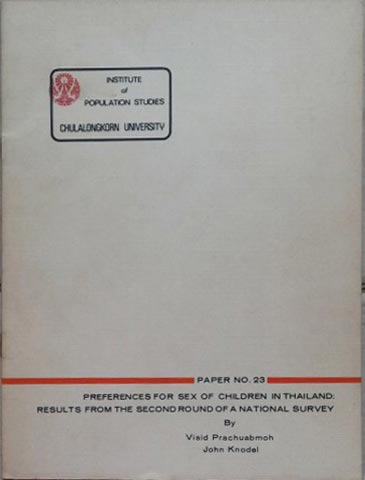 INSTITUTE
of
POPULATION STUDIES
CHULALONGKORN UNIVERSITY
PAPER NO. 23
PREFERENCES FOR SEX OF CHILDREN IN THAILAND:
RESULTS FROM THE SECOND ROUND OF A NATIONAL SURVEY
By
Visid Prachuabmoh
John Knodel